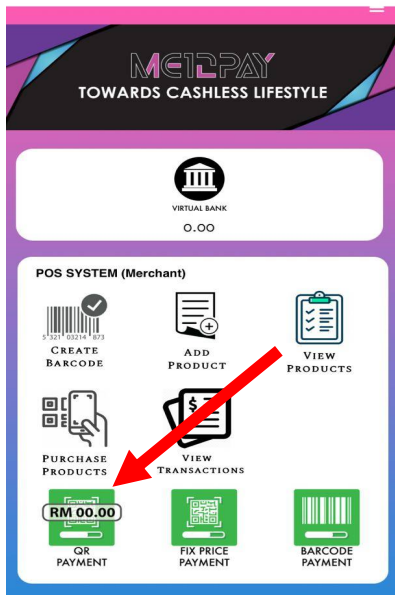 ME12PAY
TOWARDS CASHLESS LIFESTYLE
VIRTUAL BANK
0.00
POS SYSTEM (Merchant)
5 321 03214 873
CREATE
BARCODE
ADD
PRODUCT
VIEW
PRODUCTS
$
PURCHASE
PRODUCTS
VIEW
TRANSACTIONS
RM 00.00
QR
PAYMENT
FIX PRICE
PAYMENT
BARCODE
PAYMENT